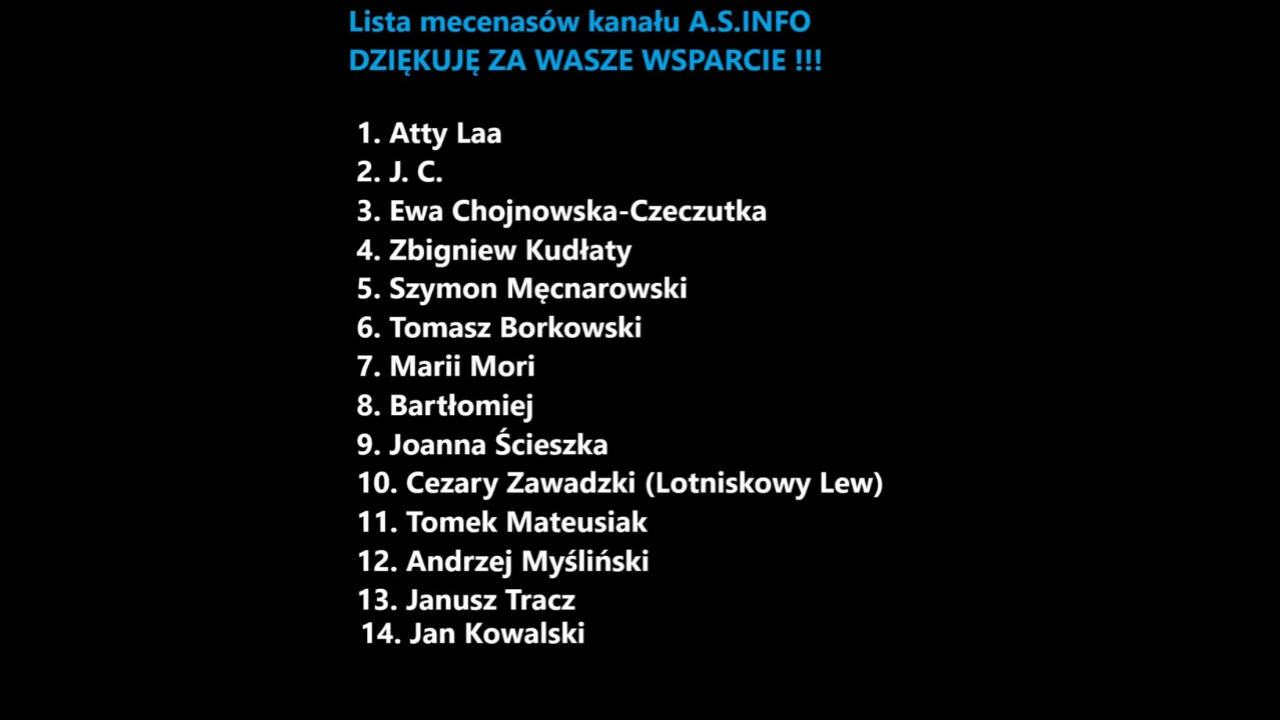 Lista mecenasów kanału A.S.INFO
DZIĘKUJĘ ZA WASZE WSPARCIE !!!
1. Atty Laa
2. J. C.
3. Ewa Chojnowska-Czeczutka
4. Zbigniew Kudłaty
5. Szymon Męcnarowski
6. Tomasz Borkowski
7. Marii Mori
8. Bartłomiej
9. Joanna Ścieszka
10. Cezary Zawadzki (Lotniskowy Lew)
11. Tomek Mateusiak
12. Andrzej Myśliński
13. Janusz Tracz
14. Jan Kowalski